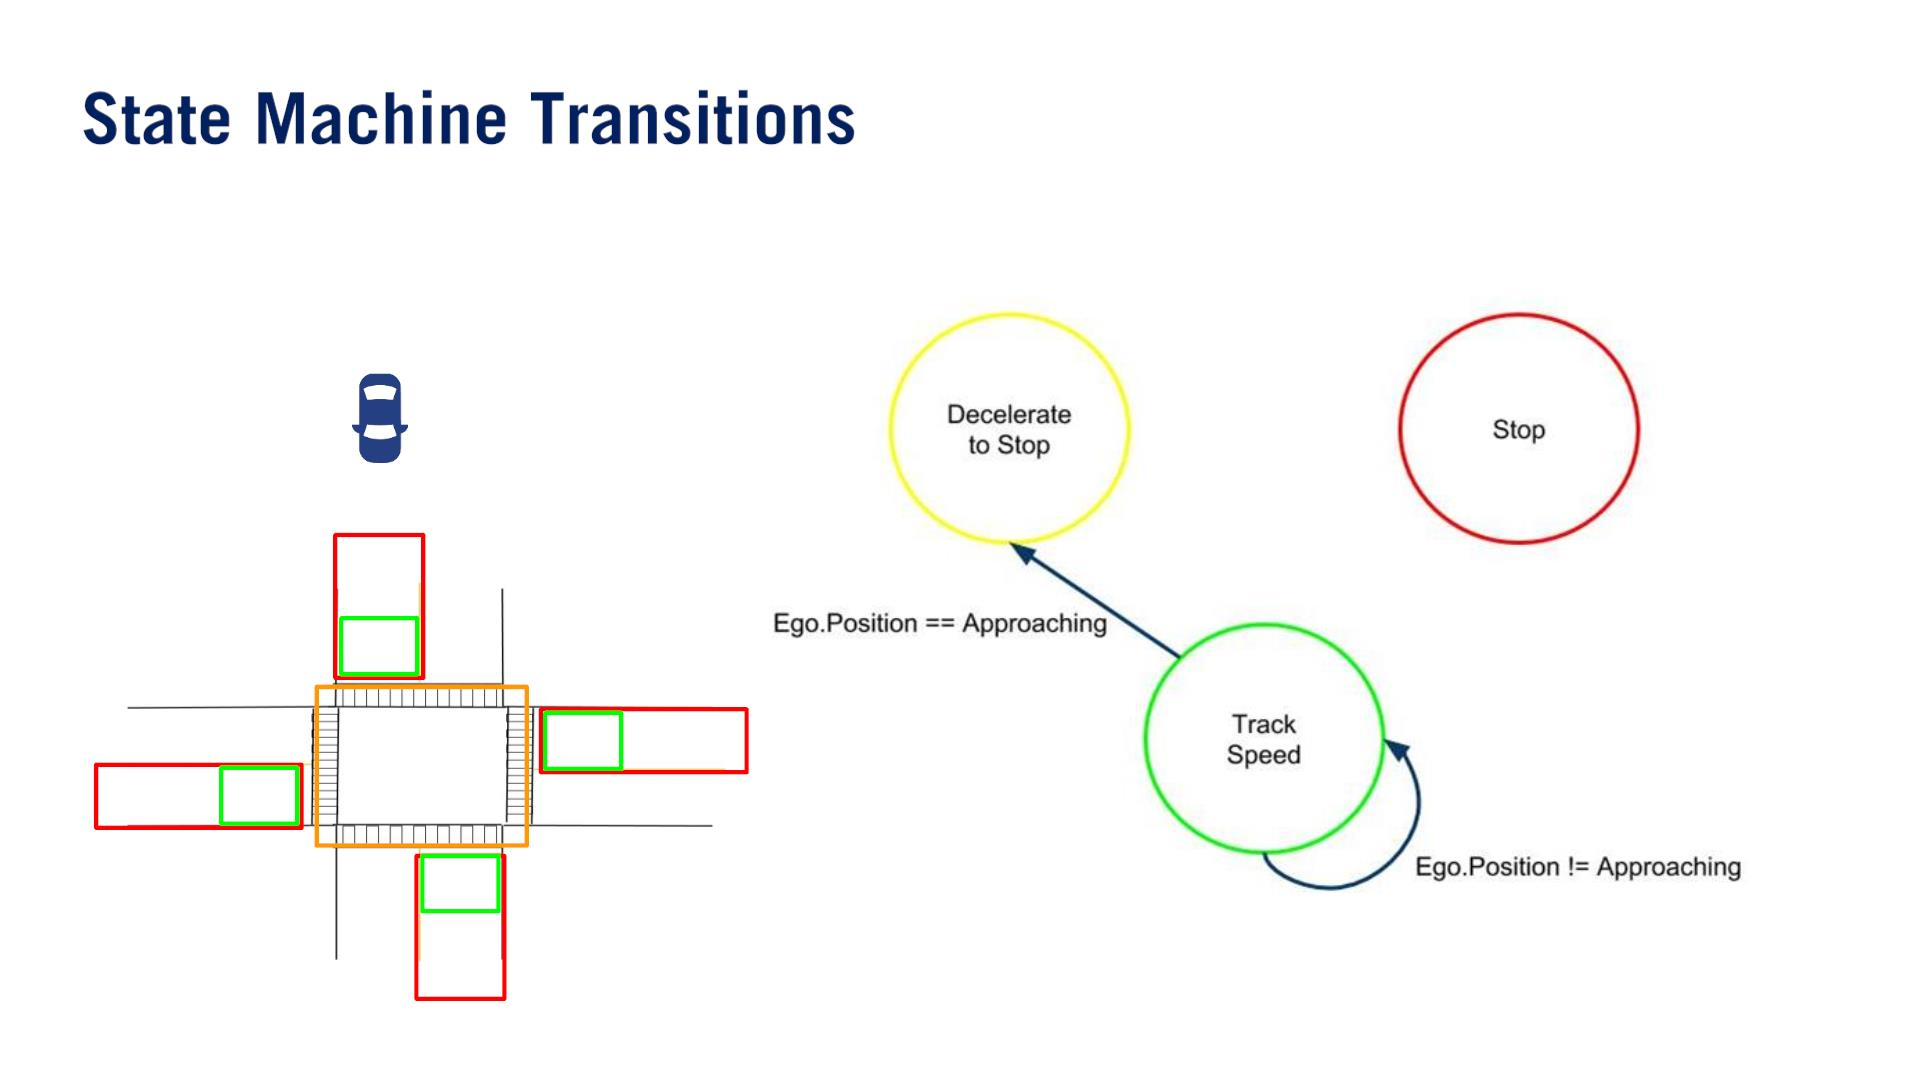 State Machine Transitions
Decelerate
to Stop
Stop
Ego.Position == Approaching
Track
Speed
Ego.Position != Approaching